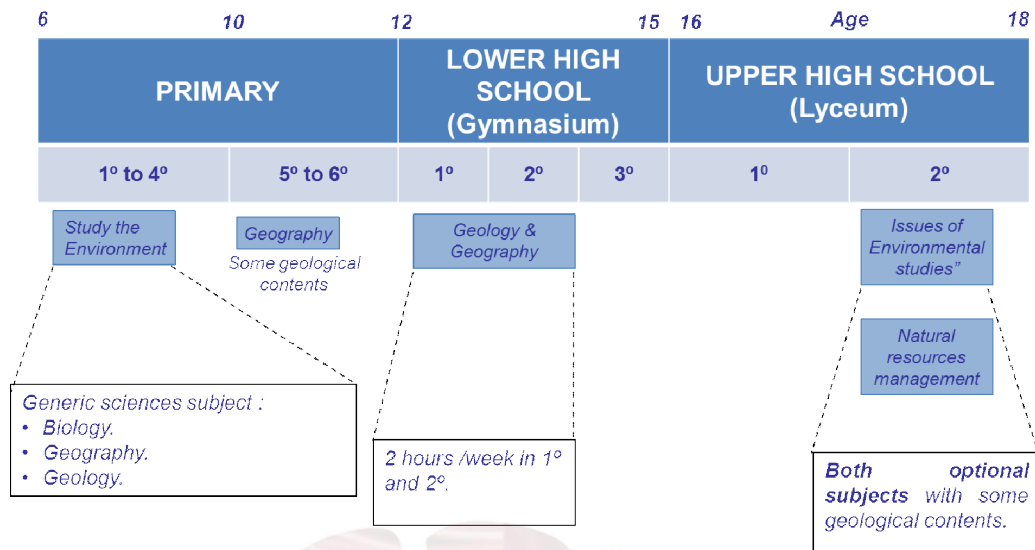 6 10 12 15 16 Age 18
PRIMARY
LOWER HIGH
SCHOOL
(Gymnasium)
UPPER HIGH SCHOOL
(Lyceum)
1º to 4º 5º to 6º 1º 2º 3º 1⁰ 2º
Study the
Environment
Geography
Some geological
contents
Geology &
Geography
Issues of
Environmental
studies”
Natural
resources
management
Generic sciences subject :
• Biology.
• Geography.
• Geology.
2 hours /week in 1º
and 2º.
Both optional
subjects with some
geological contents.